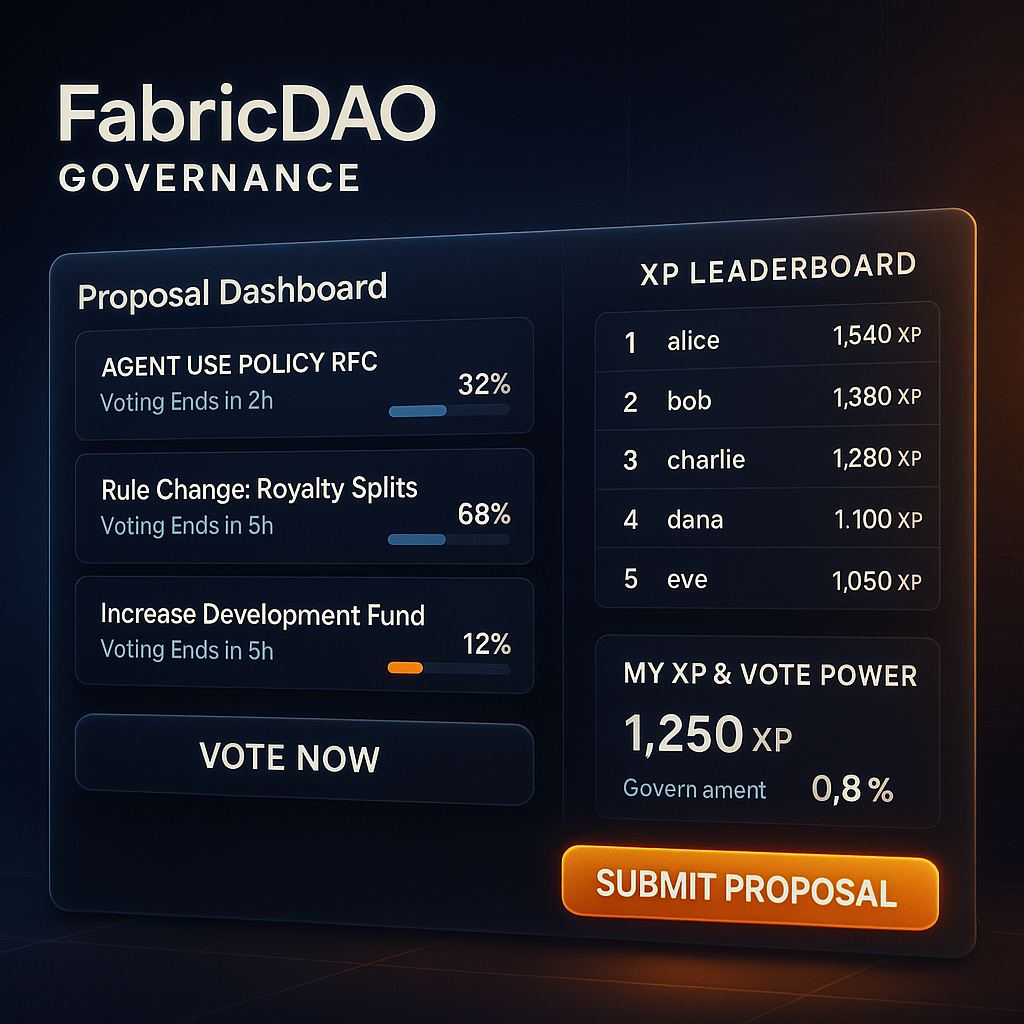 FabricDAO
GOVERNANCE
Proposal Dashboard
AGENT USE POLICY RFC
Voting Ends in 2h
32%
Rule Change: Royalty Splits
Voting Ends in 5h
68%
Increase Development Fund
Voting Ends in 5h
12%
VOTE NOW
XP LEADERBOARD
1 alice 1,540 XP
2 bob 1,380 XP
3 charlie 1,280 XP
4 dana 1.100 XP
5 eve 1,050 XP
MY XP & VOTE POWER
1,250 XP
Govern ament 0,8 %
SUBMIT PROPOSAL